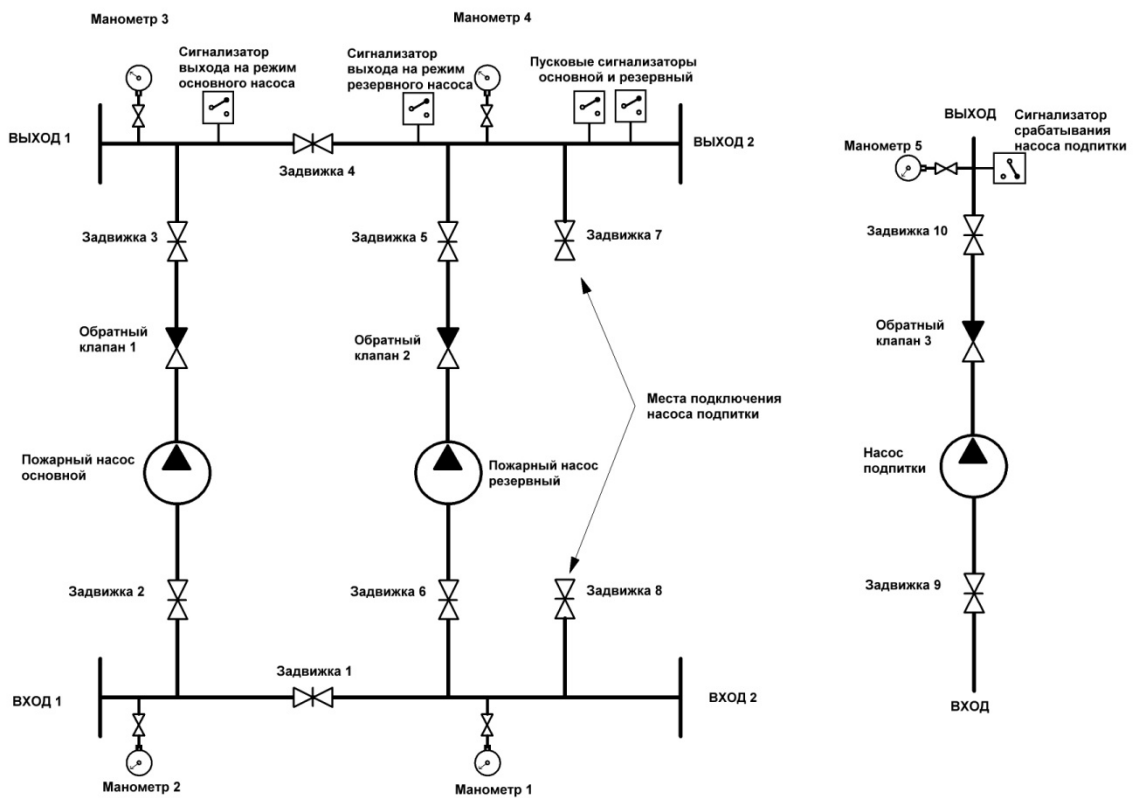 Манометр 3
Манометр 4
Сигнализатор
выхода на режим
основного насоса
Сигнализатор
выхода на режим
резервного насоса
Пусковые сигнализаторы
основной и резервный
ВЫХОД 1
Задвижка 4
ВЫХОД 2
Задвижка 3
Задвижка 5
Задвижка 7
Обратный
клапан 1
Обратный
клапан 2
Места подключения
насоса подпитки
Пожарный насос
основной
Пожарный насос
резервный
Задвижка 2
Задвижка 6
Задвижка 8
Задвижка 1
ВХОД 1
ВХОД 2
Манометр 2
Манометр 1
ВЫХОД
Сигнализатор
срабатывания
насоса подпитки
Манометр 5
Задвижка 10
Обратный
клапан 3
Насос
подпитки
Задвижка 9
ВХОД